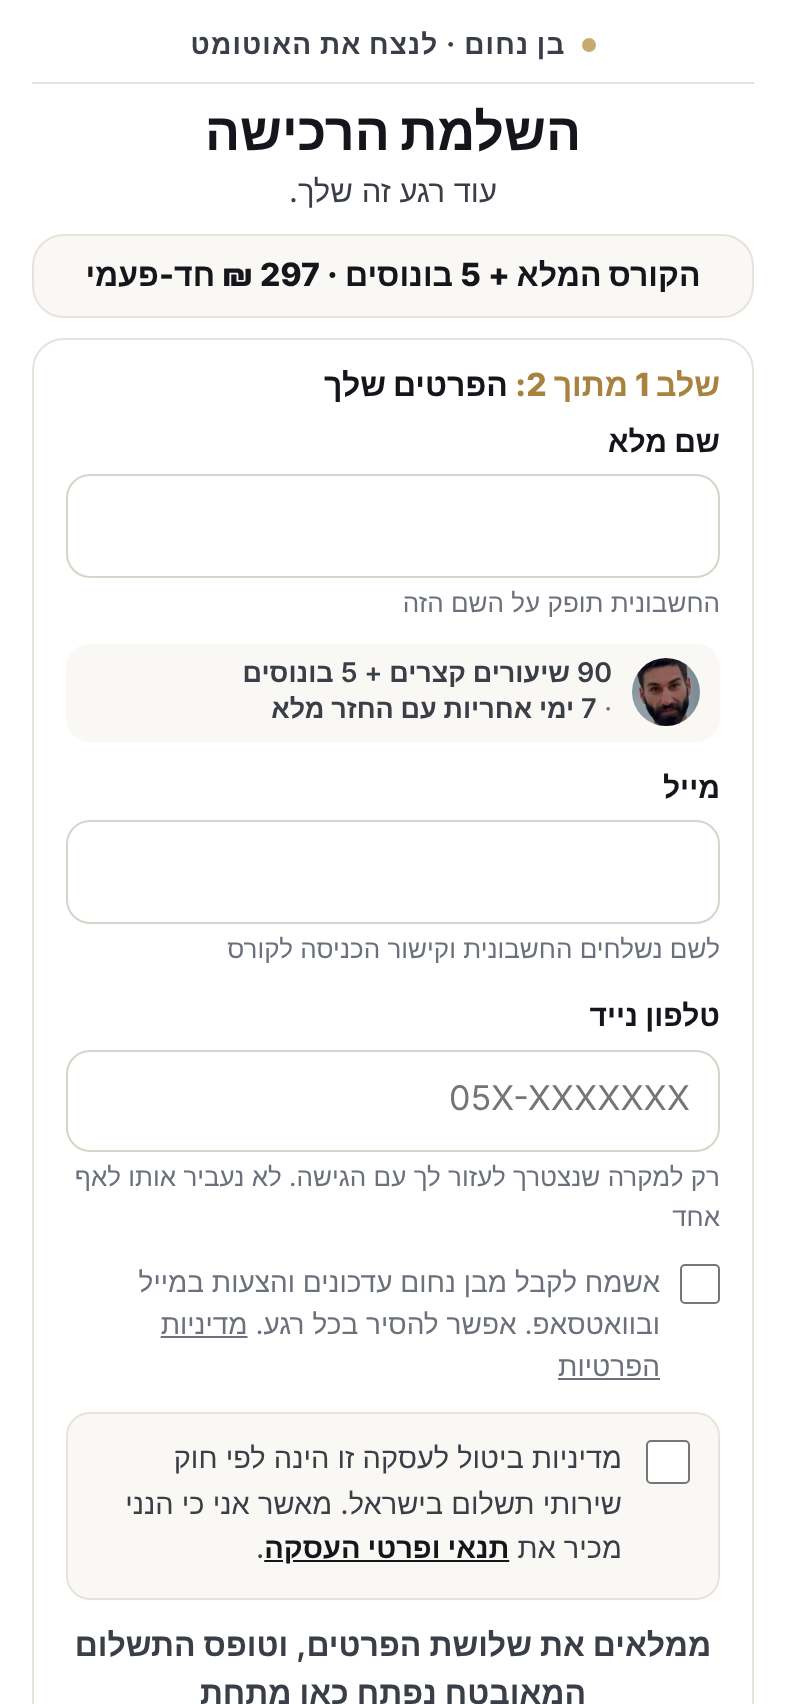 בן נחום · לנצח את האוטומט
השלמת הרכישה
עוד רגע זה שלך.
הקורס המלא + 5 בונוסים · 297 ₪ חד-פעמי
שלב 1 מתוך 2: הפרטים שלך
שם מלא
החשבונית תופק על השם הזה
90 שיעורים קצרים + 5 בונוסים
· 7 ימי אחריות עם החזר מלא
מייל
לשם נשלחים החשבונית וקישור הכניסה לקורס
טלפון נייד
05X-XXXXXXX
רק למקרה שנצטרך לעזור לך עם הגישה. לא נעביר אותו לאף
אחד
אשמח לקבל מבן נחום עדכונים והצעות במייל
ובוואטסאפ. אפשר להסיר בכל רגע. מדיניות
הפרטיות
מדיניות ביטול לעסקה זו הינה לפי חוק
שירותי תשלום בישראל. מאשר אני כי הנני
מכיר את תנאי ופרטי העסקה.
ממלאים את שלושת הפרטים, וטופס התשלום
המאובטח נפתח כאן מתחת